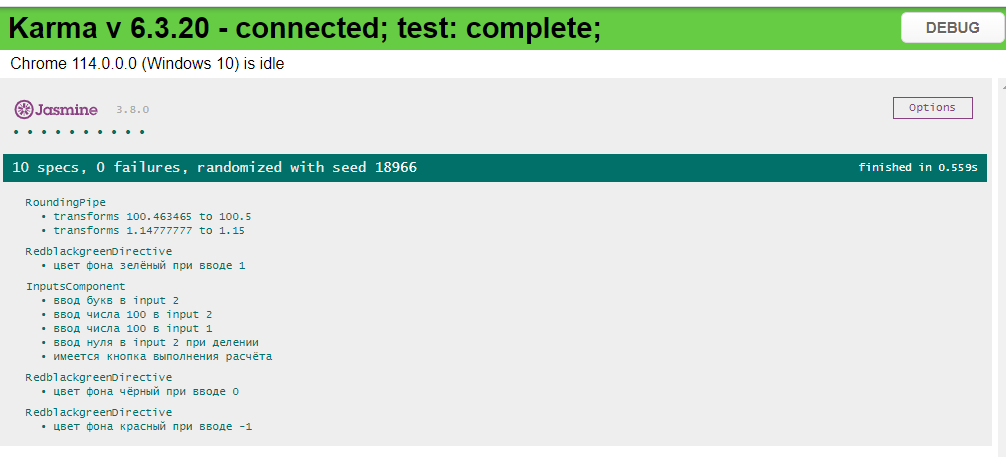 Karma v 6.3.20 - connected; test: complete;
DEBUG
Chrome 114.0.0.0 (Windows 10) is idle
Jasmine 3.8.0
Options
10 specs, 0 failures, randomized with seed 18966
finished in 0.559s
RoundingPipe
• transforms 100.463465 to 100.5
• transforms 1.14777777 to 1.15
RedblackgreenDirective
• цвет фона зелёный при вводе 1
InputsComponent
• ввод букв в input 2
• ввод числа 100 в input 2
• ввод числа 100 в input 1
• ввод нуля в input 2 при делении
• имеется кнопка выполнения расчёта
RedblackgreenDirective
• цвет фона чёрный при вводе 0
RedblackgreenDirective
• цвет фона красный при вводе -1